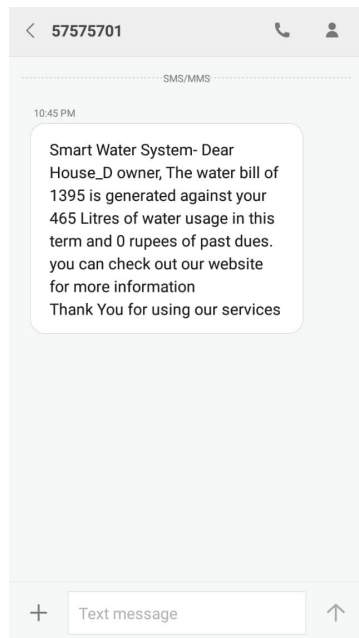 57575701
SMS/MMS
10:45 PM
Smart Water System- Dear
House_D owner, The water bill of
1395 is generated against your
465 Litres of water usage in this
term and 0 rupees of past dues.
you can check out our website
for more information
Thank You for using our services
Text message